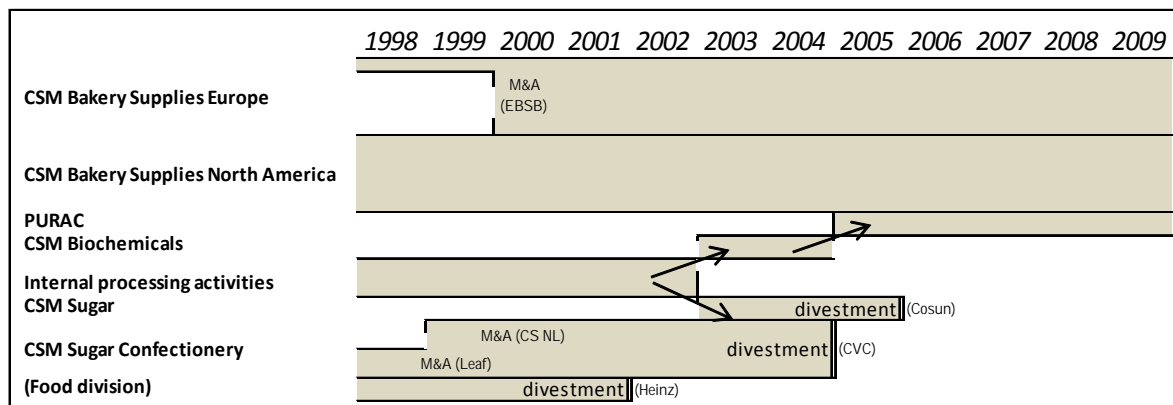 1998 1999 2000 2001 2002 2003 2004 2005 2006 2007 2008 2009
CSM Bakery Supplies Europe
M&A
(EBSB)
CSM Bakery Supplies North America
PURAC
CSM Biochemicals
Internal processing activities
CSM Sugar
divestment (Cosun)
M&A (CS NL)
CSM Sugar Confectionery
divestment (CVC)
M&A (Leaf)
(Food division)
divestment (Heinz)